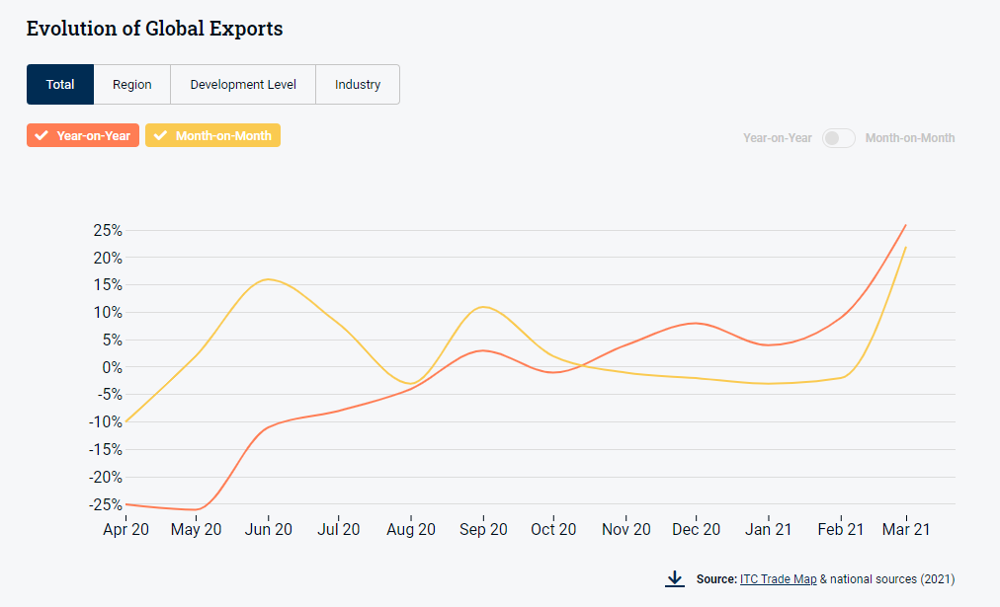 Evolution of Global Exports
Total Region Development Level Industry
Year-on-Year Month-on-Month
Year-on-Year Month-on-Month
25%
20%
15%
10%
5%
0%
-5%
-10%
-15%
-20%
-25%
Apr 20 May 20 Jun 20 Jul 20 Aug 20 Sep 20 Oct 20 Nov 20 Dec 20 Jan 21 Feb 21 Mar 21
Source: ITC Trade Map & national sources (2021)